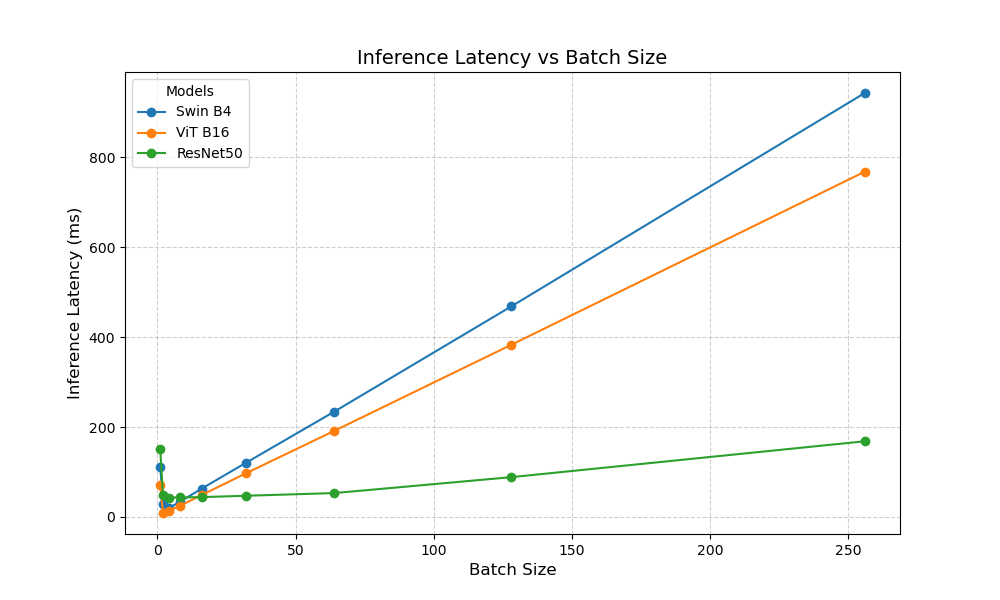 Inference Latency vs Batch Size
Models
Swin B4
ViT B16
ResNet50
Inference Latency (ms)
800
600
400
200
0
0 50 100 150 200 250
Batch Size